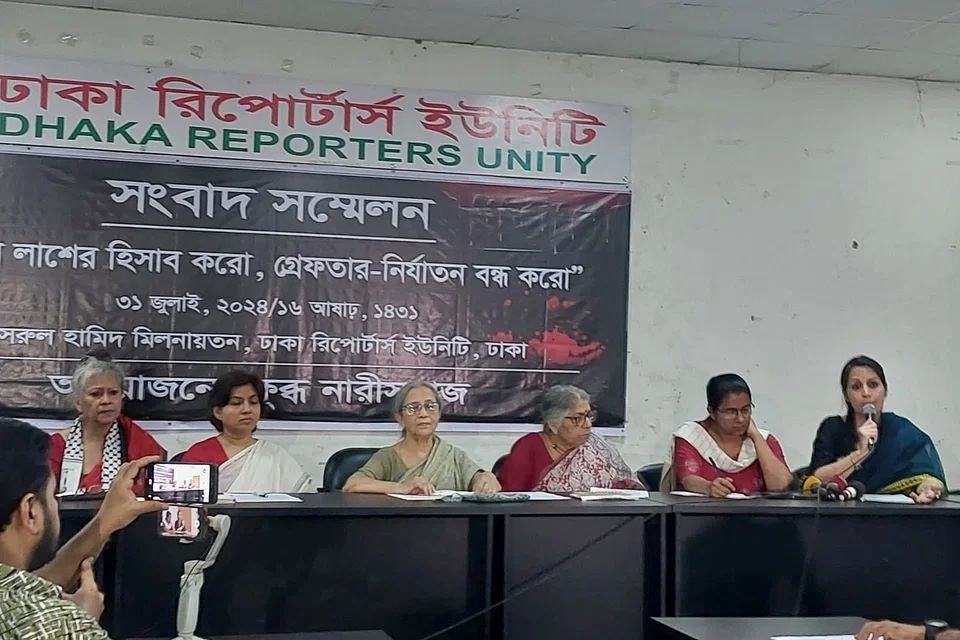 ঢাকা রিপোর্টার্স ইউনিটি
DHAKA REPORTERS UNITY
সংবাদ সম্মেলন
লাশের হিসাব করো, গ্রেফতার-নির্যাতন বন্ধ করো”
৩১ জুলাই, ২০২৪/১৬ আষাঢ়, ১৪৩১
মিলনায়তন, ঢাকা রিপোর্টার্স ইউনিটি, ঢাকা